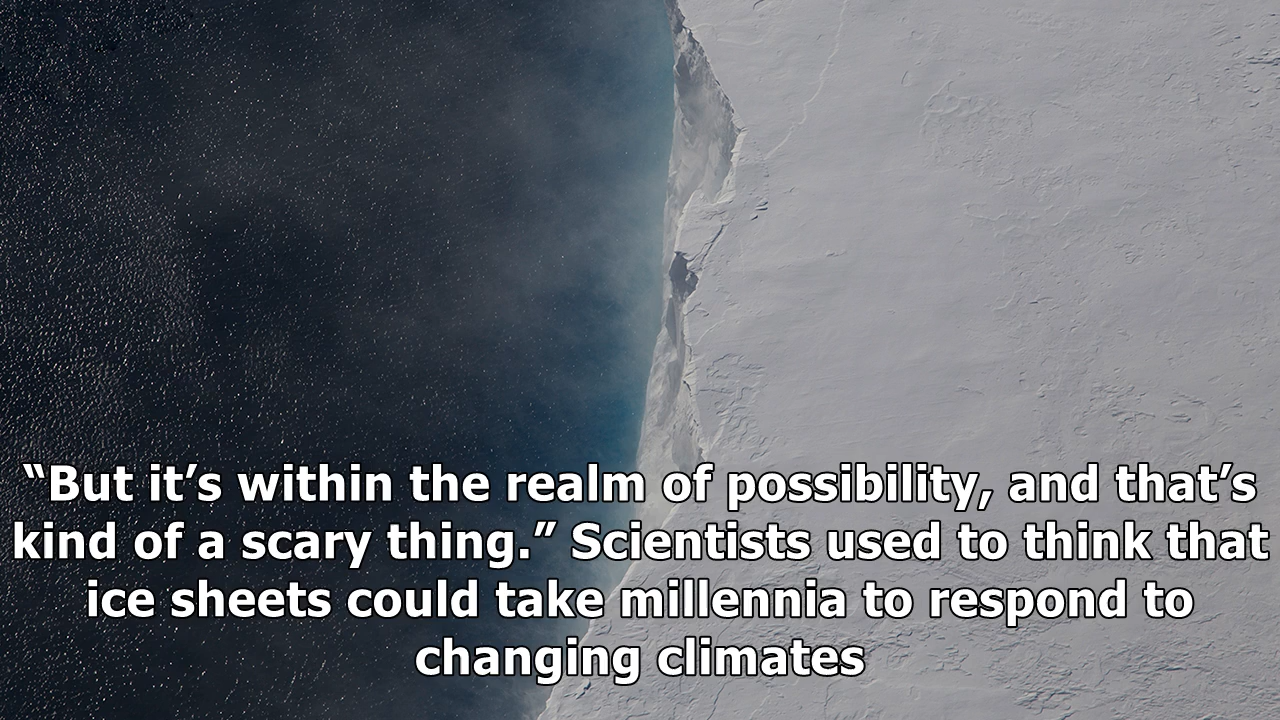 “But it’s within the realm of possibility, and that’s
kind of a scary thing.” Scientists used to think that
ice sheets could take millennia to respond to
changing climates